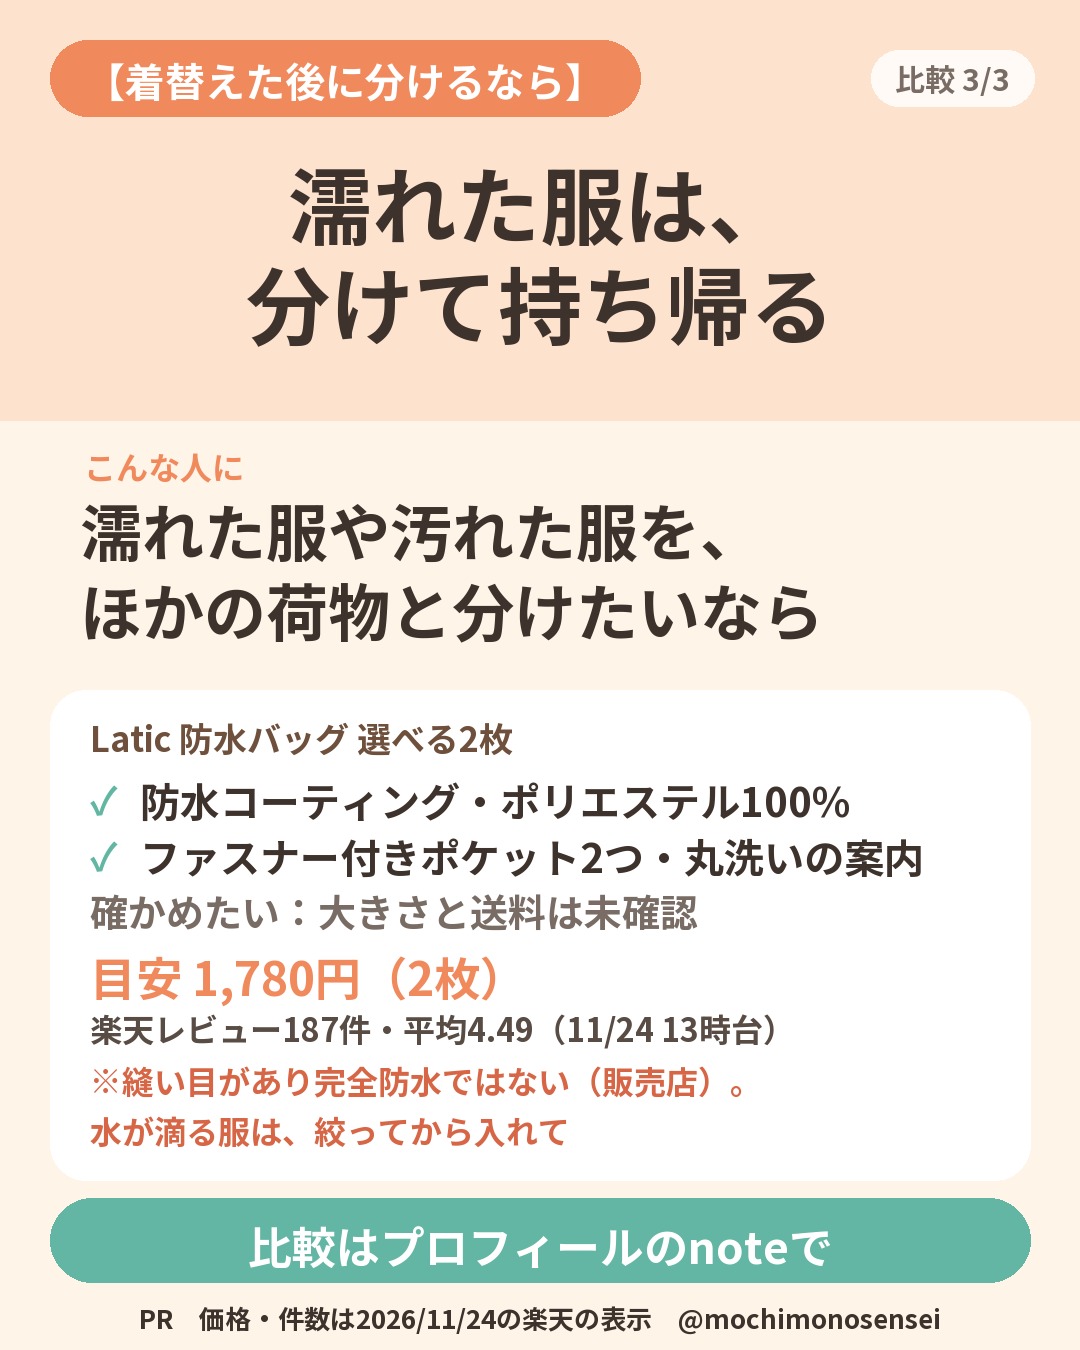 【着替えた後に分けるなら】
比較 3/3
濡れた服は、
分けて持ち帰る
こんな人に
濡れた服や汚れた服を、
ほかの荷物と分けたいなら
Latic 防水バッグ 選べる2枚
✓ 防水コーティング・ポリエステル100%
✓ ファスナー付きポケット2つ・丸洗いの案内
確かめたい：大きさと送料は未確認
目安 1,780円（2枚）
楽天レビュー187件・平均4.49（11/24 13時台）
※縫い目があり完全防水ではない（販売店）。
水が滴る服は、絞ってから入れて
比較はプロフィールのnoteで
PR　価格・件数は2026/11/24の楽天の表示　@mochimonosensei